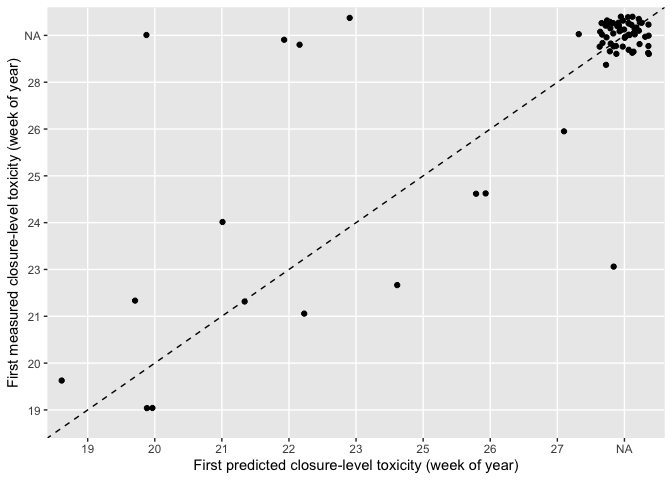 First measured closure-level toxicity (week of year)
NA
28
26
25
24
23
21
20
19
19 20 21 22 23 25 26 27 NA
First predicted closure-level toxicity (week of year)